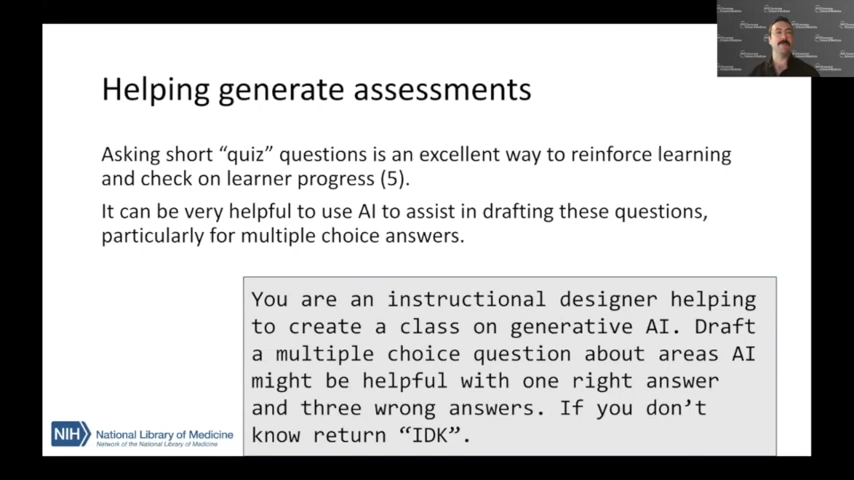 Helping generate assessments
Asking short “quiz” questions is an excellent way to reinforce learning
and check on learner progress (5).
It can be very helpful to use AI to assist in drafting these questions,
particularly for multiple choice answers.
You are an instructional designer helping
to create a class on generative AI. Draft
a multiple choice question about areas AI
might be helpful with one right answer
and three wrong answers. If you don’t
know return “IDK”.
NIH National Library of Medicine
Network of the National Library of Medicine